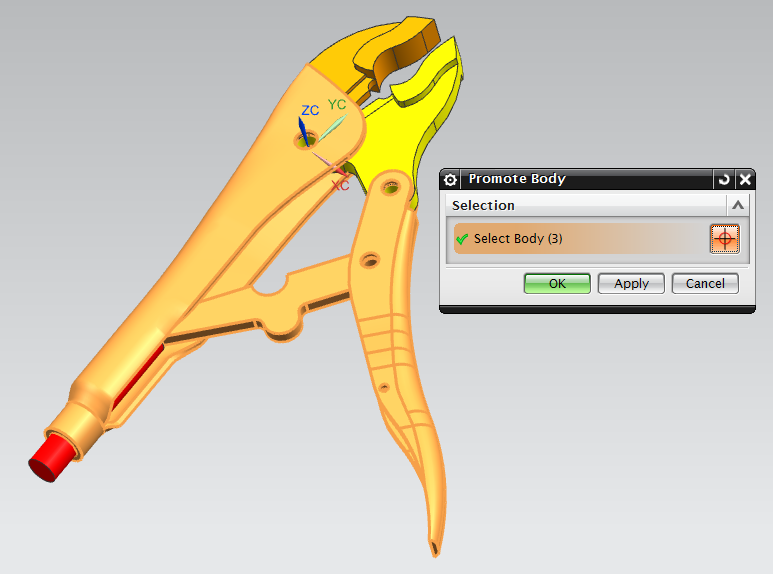 ZC
YC
XC
Promote Body
Selection
Select Body (3)
OK
Apply
Cancel